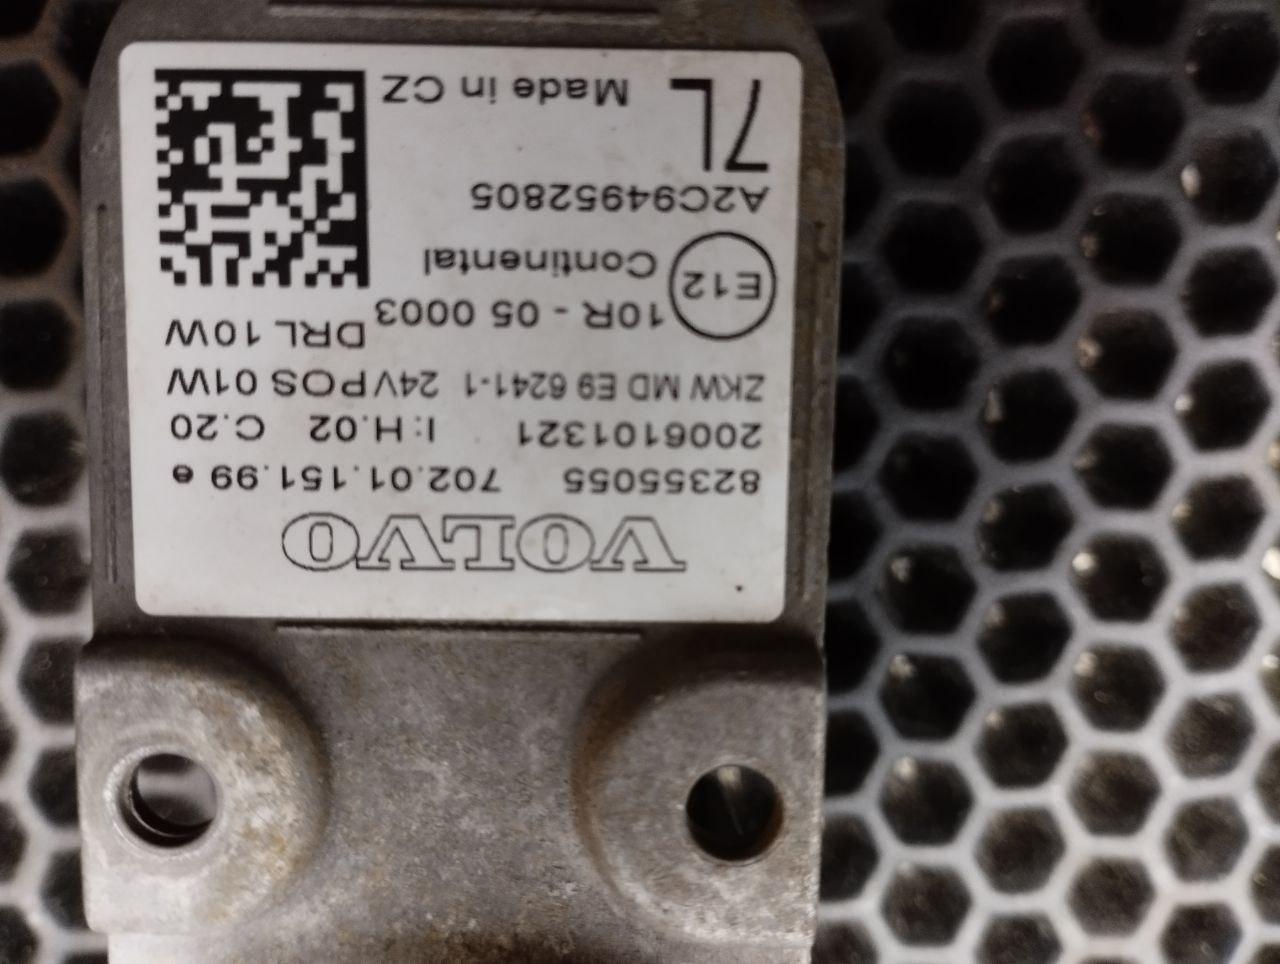 VOLVO
82355055 702.01.151.99 e
2006101321 I:H.02 C.20
ZKW MD E9 6241-1 24V POS 01W
10R - 05 0003 DRL 10W
E12 Continental
A2C94952805
7L Made in CZ